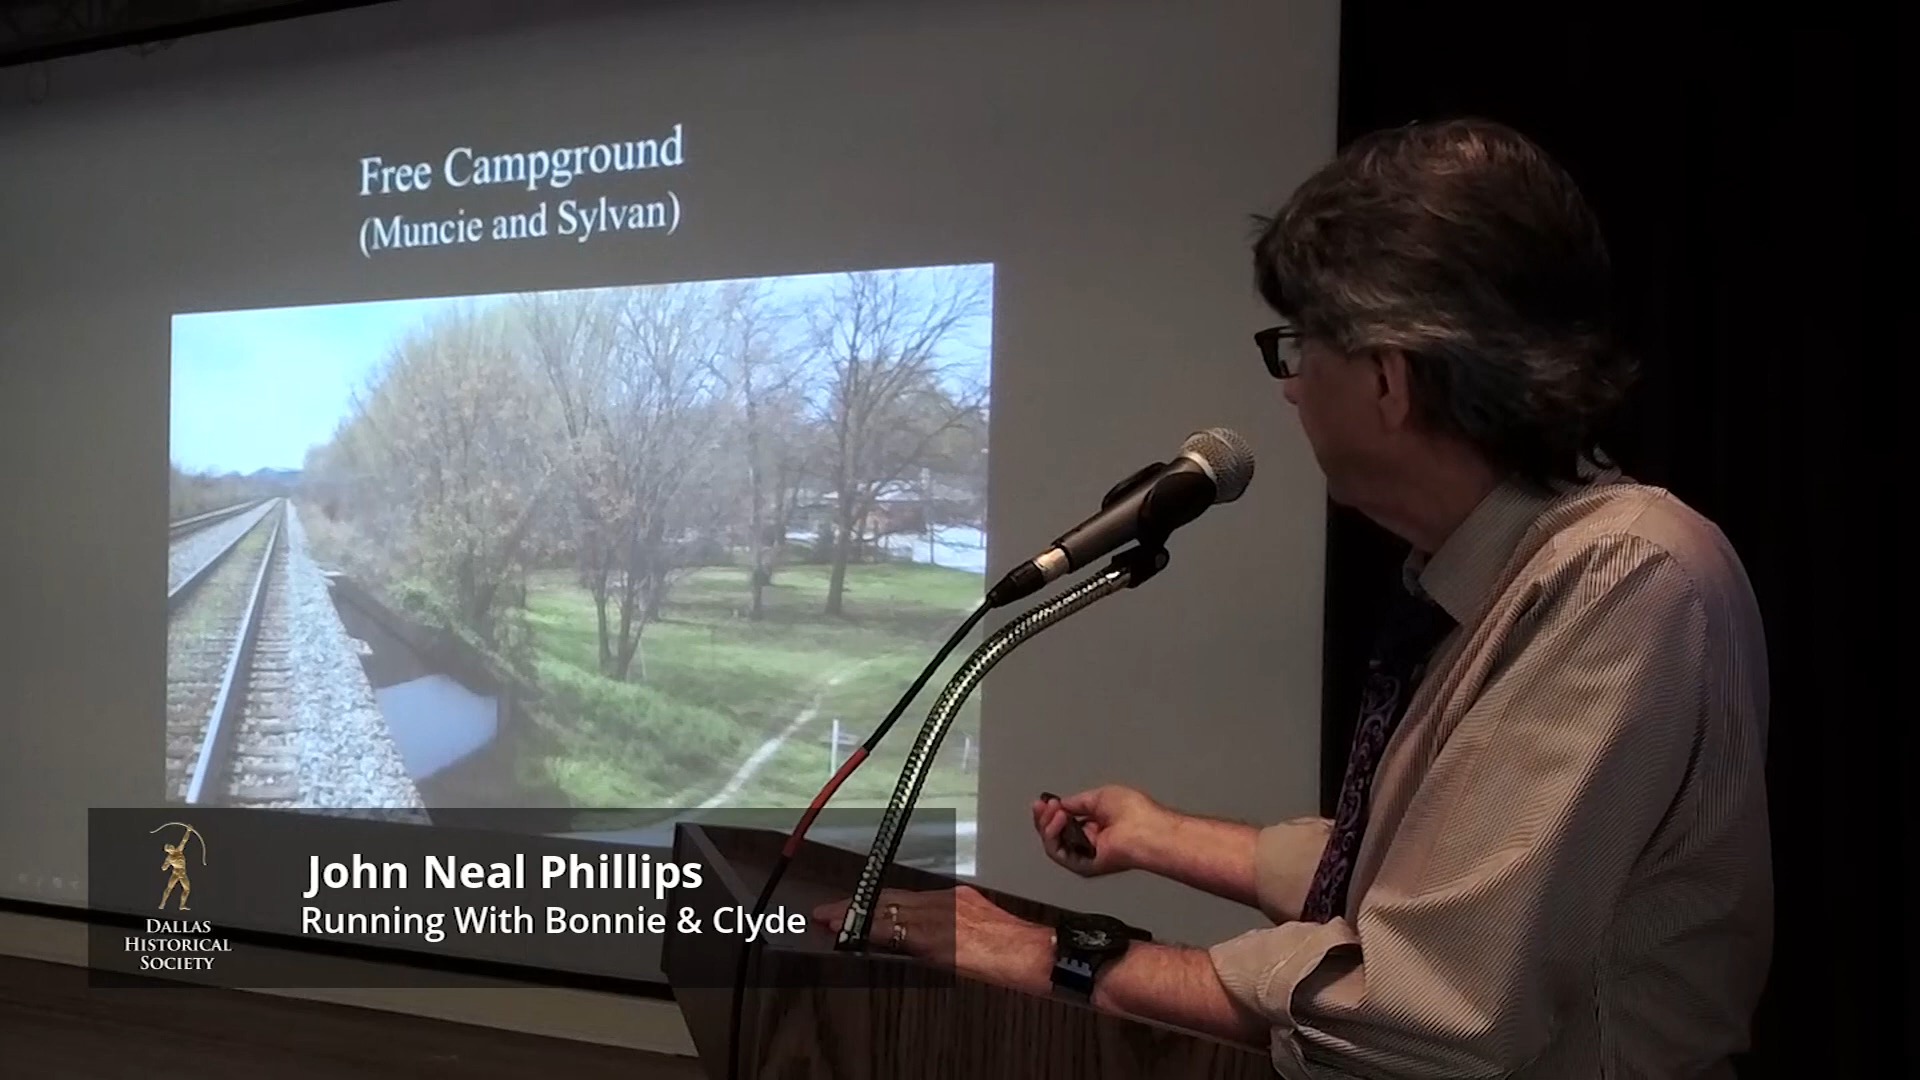 Free Campground
(Muncie and Sylvan)
John Neal Phillips
Running With Bonnie & Clyde
DALLAS
HISTORICAL
SOCIETY